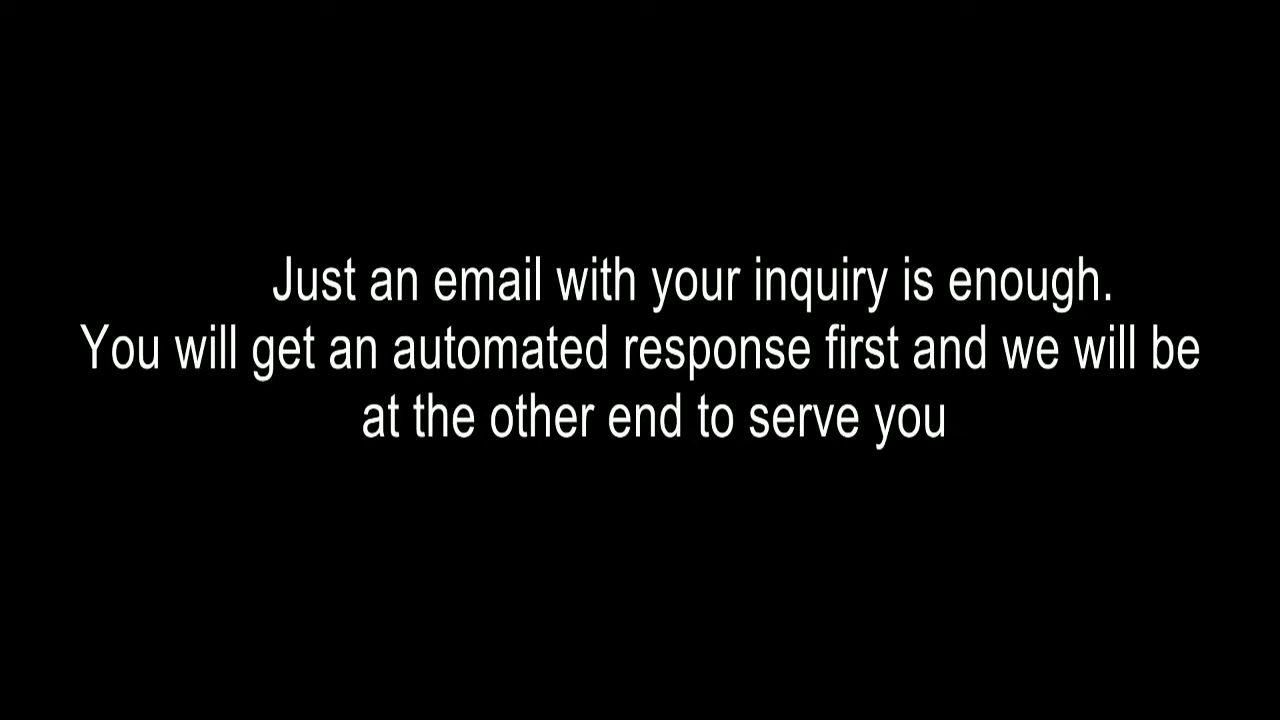 Just an email with your inquiry is enough.
You will get an automated response first and we will be
at the other end to serve you